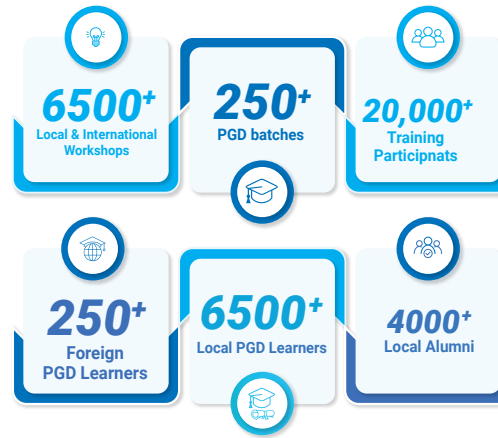 6500+
Local & International
Workshops
250+
PGD batches
20,000+
Training
Participnats
250+
Foreign
PGD Learners
6500+
Local PGD Learners
4000+
Local Alumni